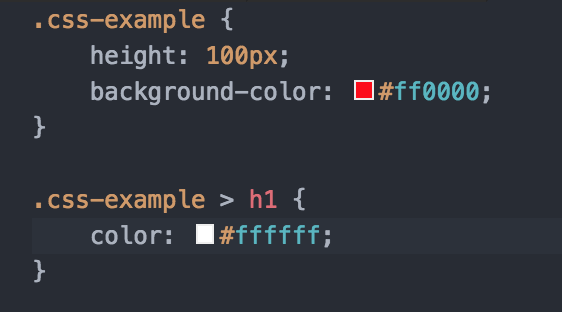 .css-example {
    height: 100px;
    background-color: #ff0000;
}

.css-example > h1 {
    color: #ffffff;
}